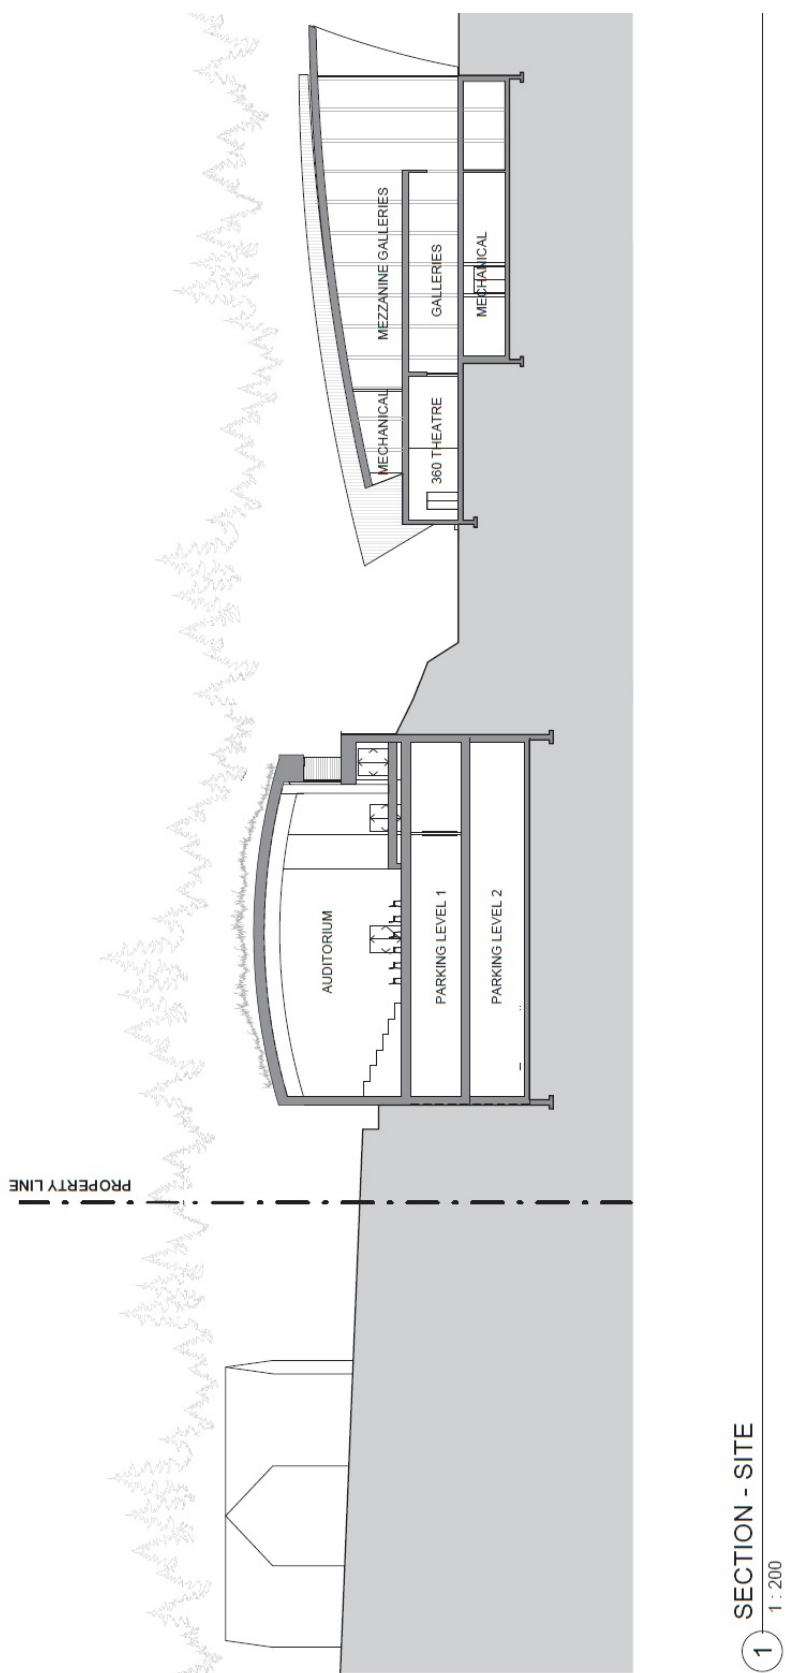 PROPERTY LINE
AUDITORIUM
PARKING LEVEL 1
PARKING LEVEL 2
MECHANICAL
MEZZANINE GALLERIES
360 THEATRE
GALLERIES
MECHANICAL
1
SECTION - SITE
1 : 200